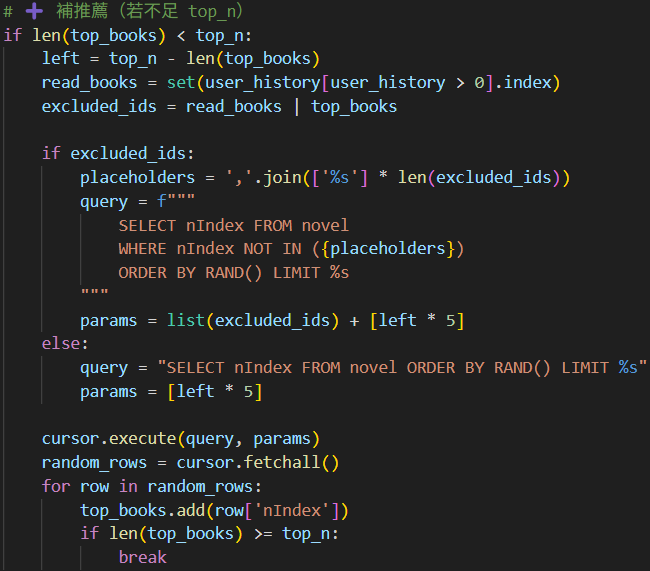 # ➕ 補推薦（若不足 top_n）
if len(top_books) < top_n:
    left = top_n - len(top_books)
    read_books = set(user_history[user_history > 0].index)
    excluded_ids = read_books | top_books

    if excluded_ids:
        placeholders = ','.join(['%s'] * len(excluded_ids))
        query = f"""
            SELECT nIndex FROM novel
            WHERE nIndex NOT IN ({placeholders})
            ORDER BY RAND() LIMIT %s
        """
        params = list(excluded_ids) + [left * 5]
    else:
        query = "SELECT nIndex FROM novel ORDER BY RAND() LIMIT %s"
        params = [left * 5]

    cursor.execute(query, params)
    random_rows = cursor.fetchall()
    for row in random_rows:
        top_books.add(row['nIndex'])
        if len(top_books) >= top_n:
            break